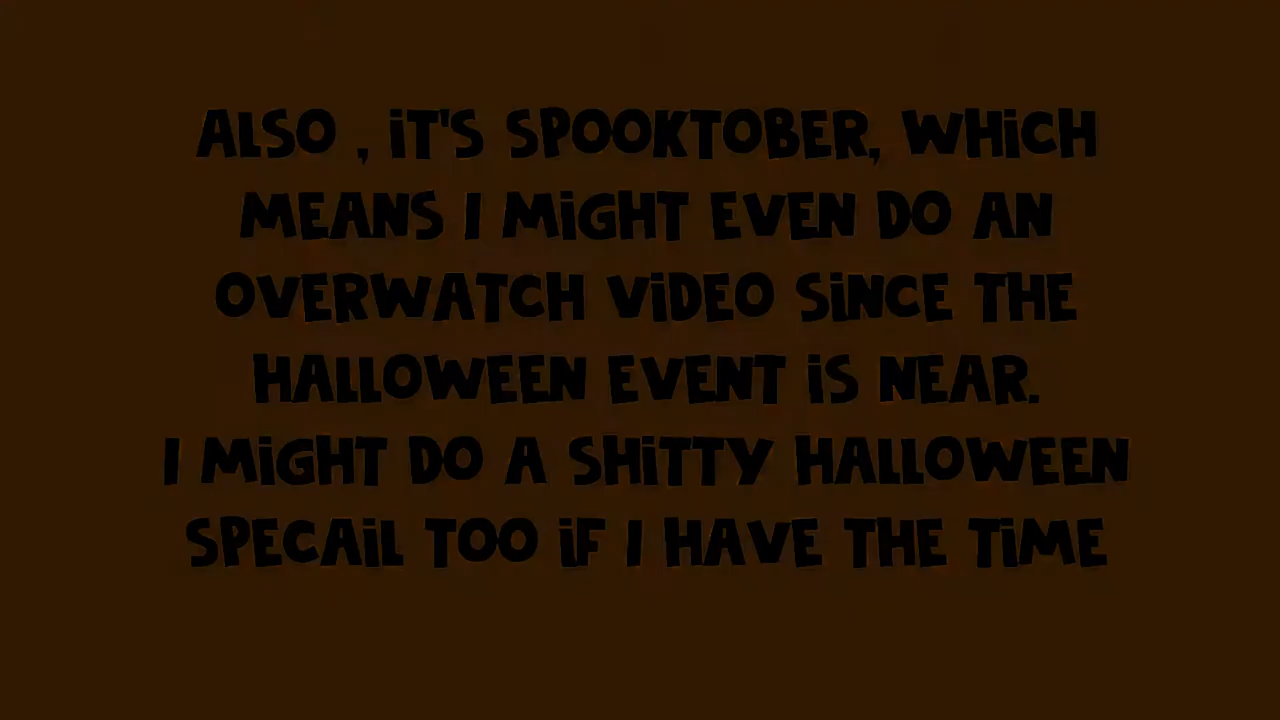 ALSO , iT'S SPOOKTOBER, WHiCH
MEANS I MiGHT EVEN DO AN
OVERWATCH ViDEO SiNCE THE
HALLOWEEN EVENT iS NEAR.
I MiGHT DO A SHiTTY HALLOWEEN
SPECAiL TOO iF I HAVE THE TiME